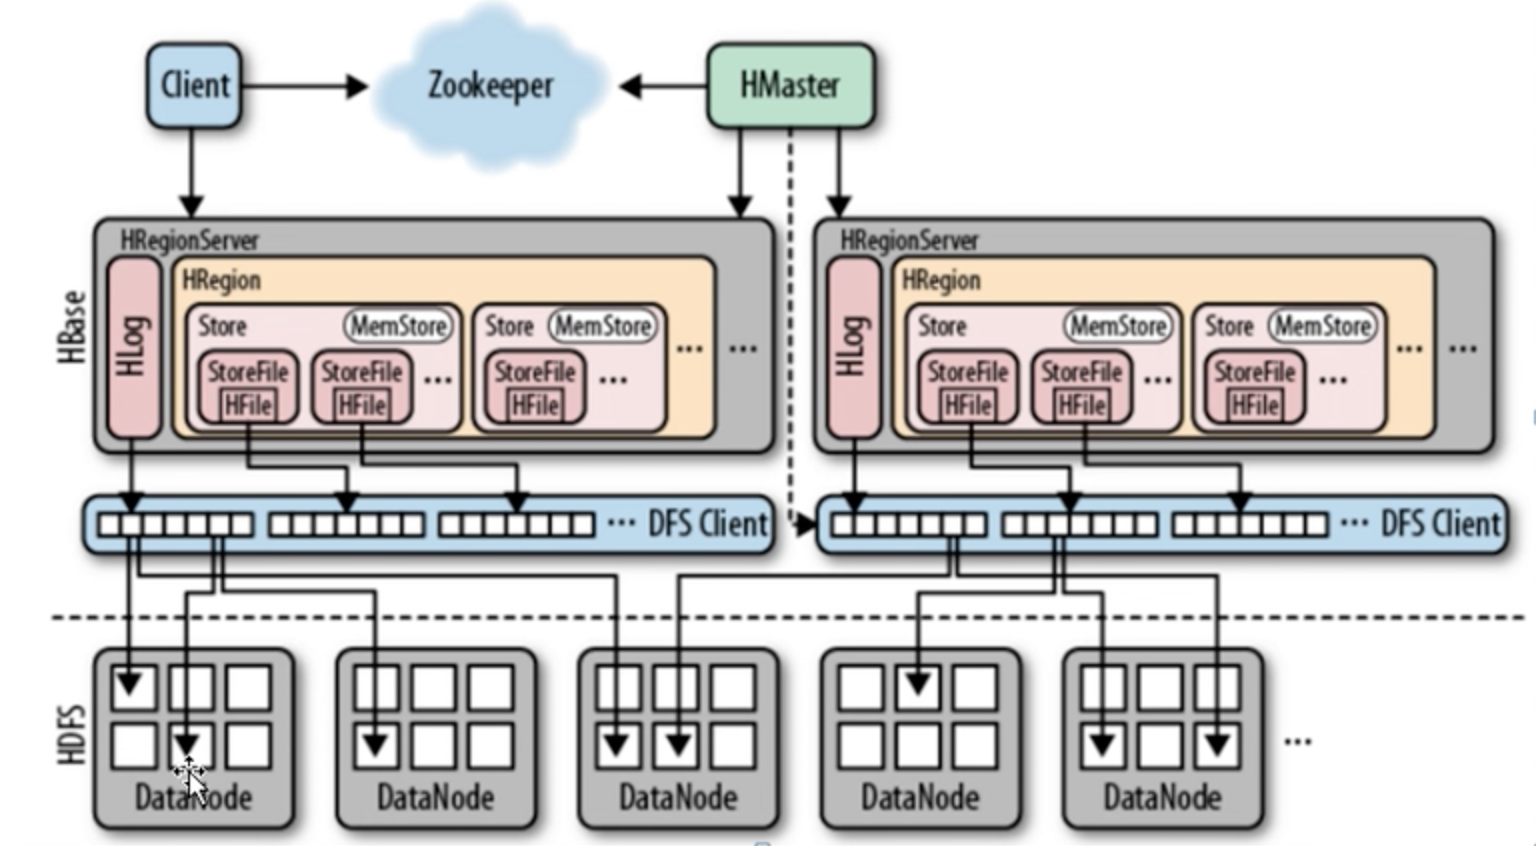 Client
Zookeeper
HMaster
HBase
HRegionServer
HLog
HRegion
Store
MemStore
StoreFile
HFile
StoreFile
HFile
...
Store
MemStore
StoreFile
HFile
...
...
...
HRegionServer
HLog
HRegion
Store
MemStore
StoreFile
HFile
StoreFile
HFile
...
Store
MemStore
StoreFile
HFile
...
...
...
... DFS Client
... DFS Client
HDFS
DataNode
DataNode
DataNode
DataNode
DataNode
...